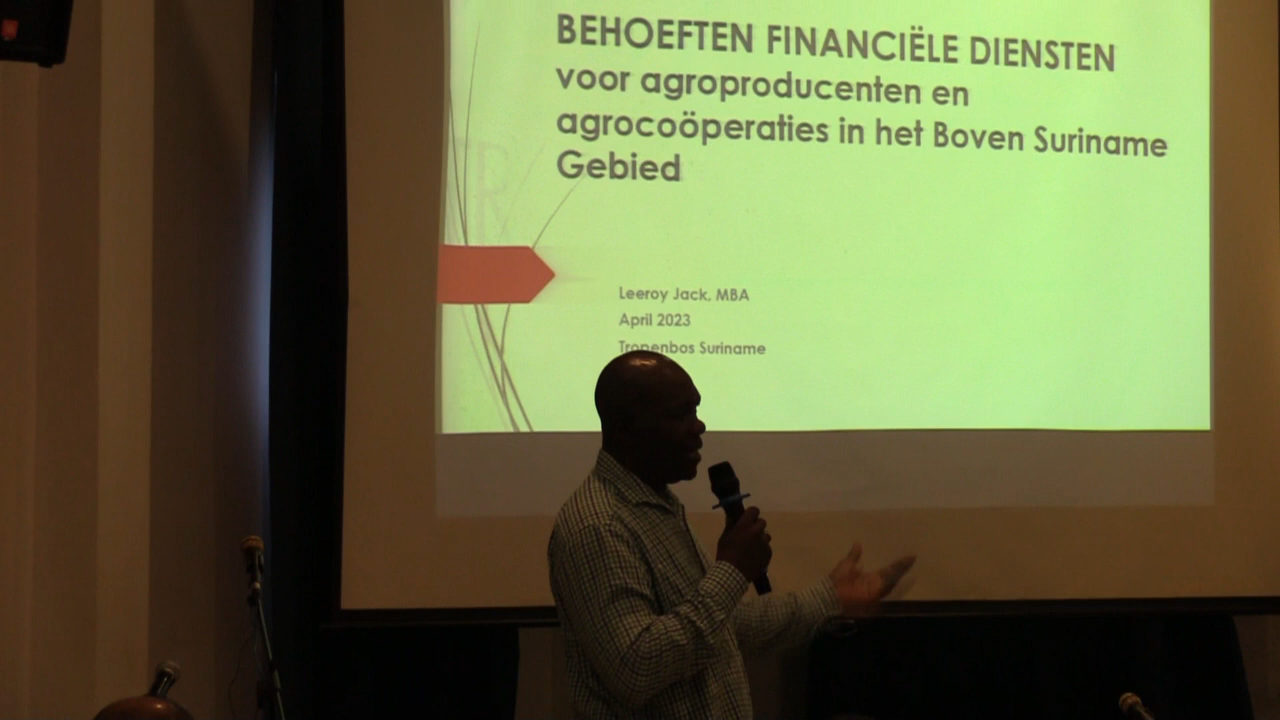 BEHOEFTEN FINANCIËLE DIENSTEN
voor agroproducenten en
agrocoöperaties in het Boven Suriname
Gebied
Leeroy Jack, MBA
April 2023
Tropenbos Suriname